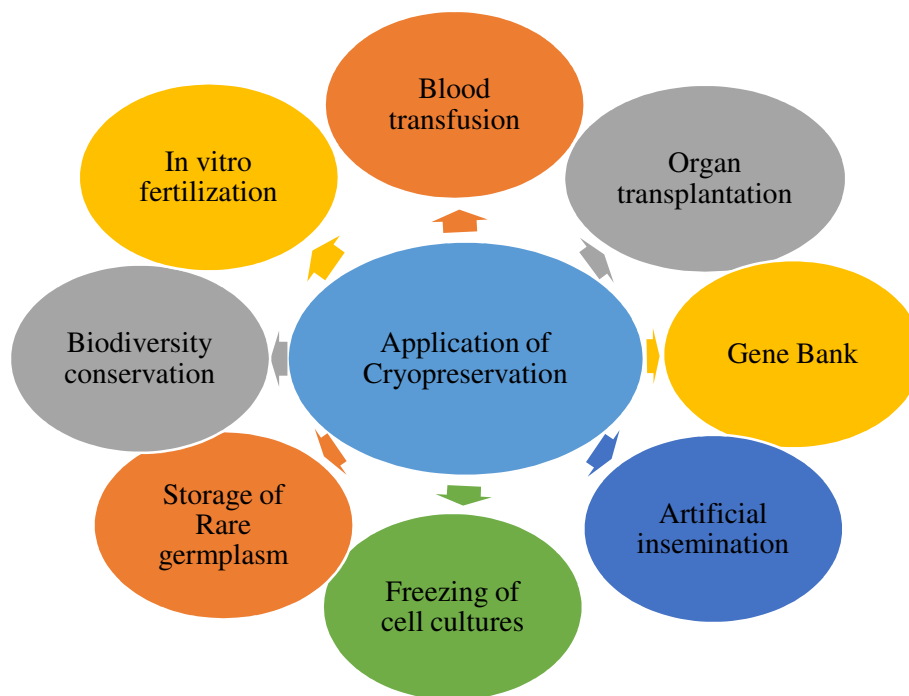 Blood
transfusion
Organ
transplantation
Gene Bank
Artificial
insemination
Freezing of
cell cultures
Storage of
Rare
germplasm
Biodiversity
conservation
In vitro
fertilization
Application of
Cryopreservation